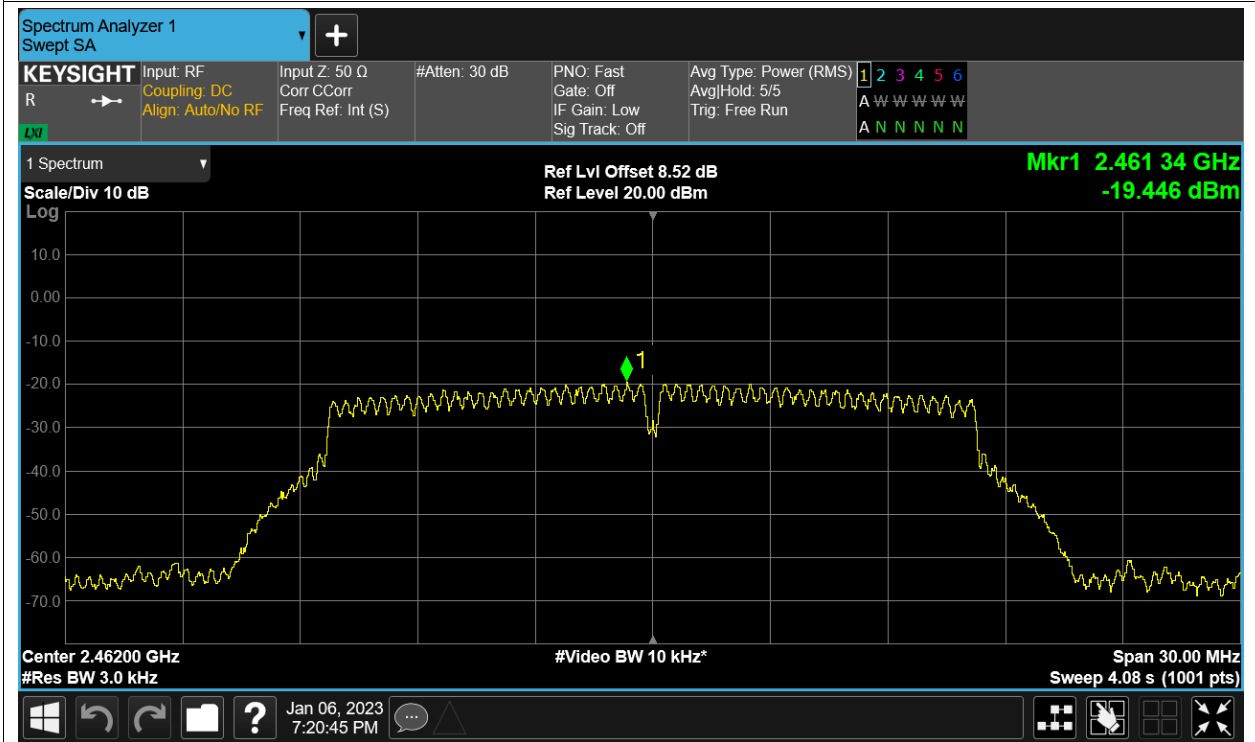 Spectrum Analyzer 1
Swept SA
+
KEYSIGHT
R
LXI
Input: RF
Coupling: DC
Align: Auto/No RF
Input Z: 50 Ω
Corr CCorr
Freq Ref: Int (S)
#Atten: 30 dB
PNO: Fast
Gate: Off
IF Gain: Low
Sig Track: Off
Avg Type: Power (RMS)
Avg|Hold: 5/5
Trig: Free Run
1 2 3 4 5 6
A W W W W W
A N N N N N
1 Spectrum
Scale/Div 10 dB
Log
Ref Lvl Offset 8.52 dB
Ref Level 20.00 dBm
Mkr1 2.461 34 GHz
-19.446 dBm
10.0
0.00
-10.0
1
-20.0
-30.0
-40.0
-50.0
-60.0
-70.0
Center 2.46200 GHz
#Res BW 3.0 kHz
#Video BW 10 kHz*
Span 30.00 MHz
Sweep 4.08 s (1001 pts)
?
Jan 06, 2023
7:20:45 PM